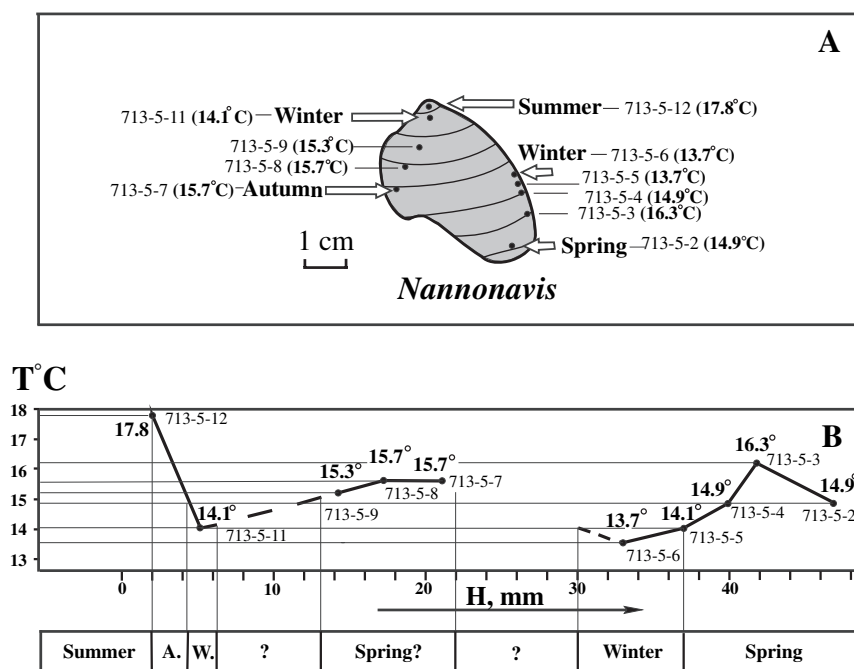 A
713-5-11 (14.1°C) Winter
Summer 713-5-12 (17.8°C)
713-5-9 (15.3°C)
713-5-8 (15.7°C)
713-5-7 (15.7°C) Autumn
Winter 713-5-6 (13.7°C)
713-5-5 (13.7°C)
713-5-4 (14.9°C)
713-5-3 (16.3°C)
Spring 713-5-2 (14.9°C)
1 cm
Nannonavis
T°C
B
18
17
16
15
14
13
17.8
713-5-12
14.1°
713-5-11
15.3°
713-5-9
15.7°
713-5-8
15.7°
713-5-7
13.7°
713-5-6
14.1°
713-5-5
14.9°
713-5-4
16.3°
713-5-3
14.9°
713-5-2
0 10 20 30 40
H, mm
Summer A. W. ? Spring? ? Winter Spring